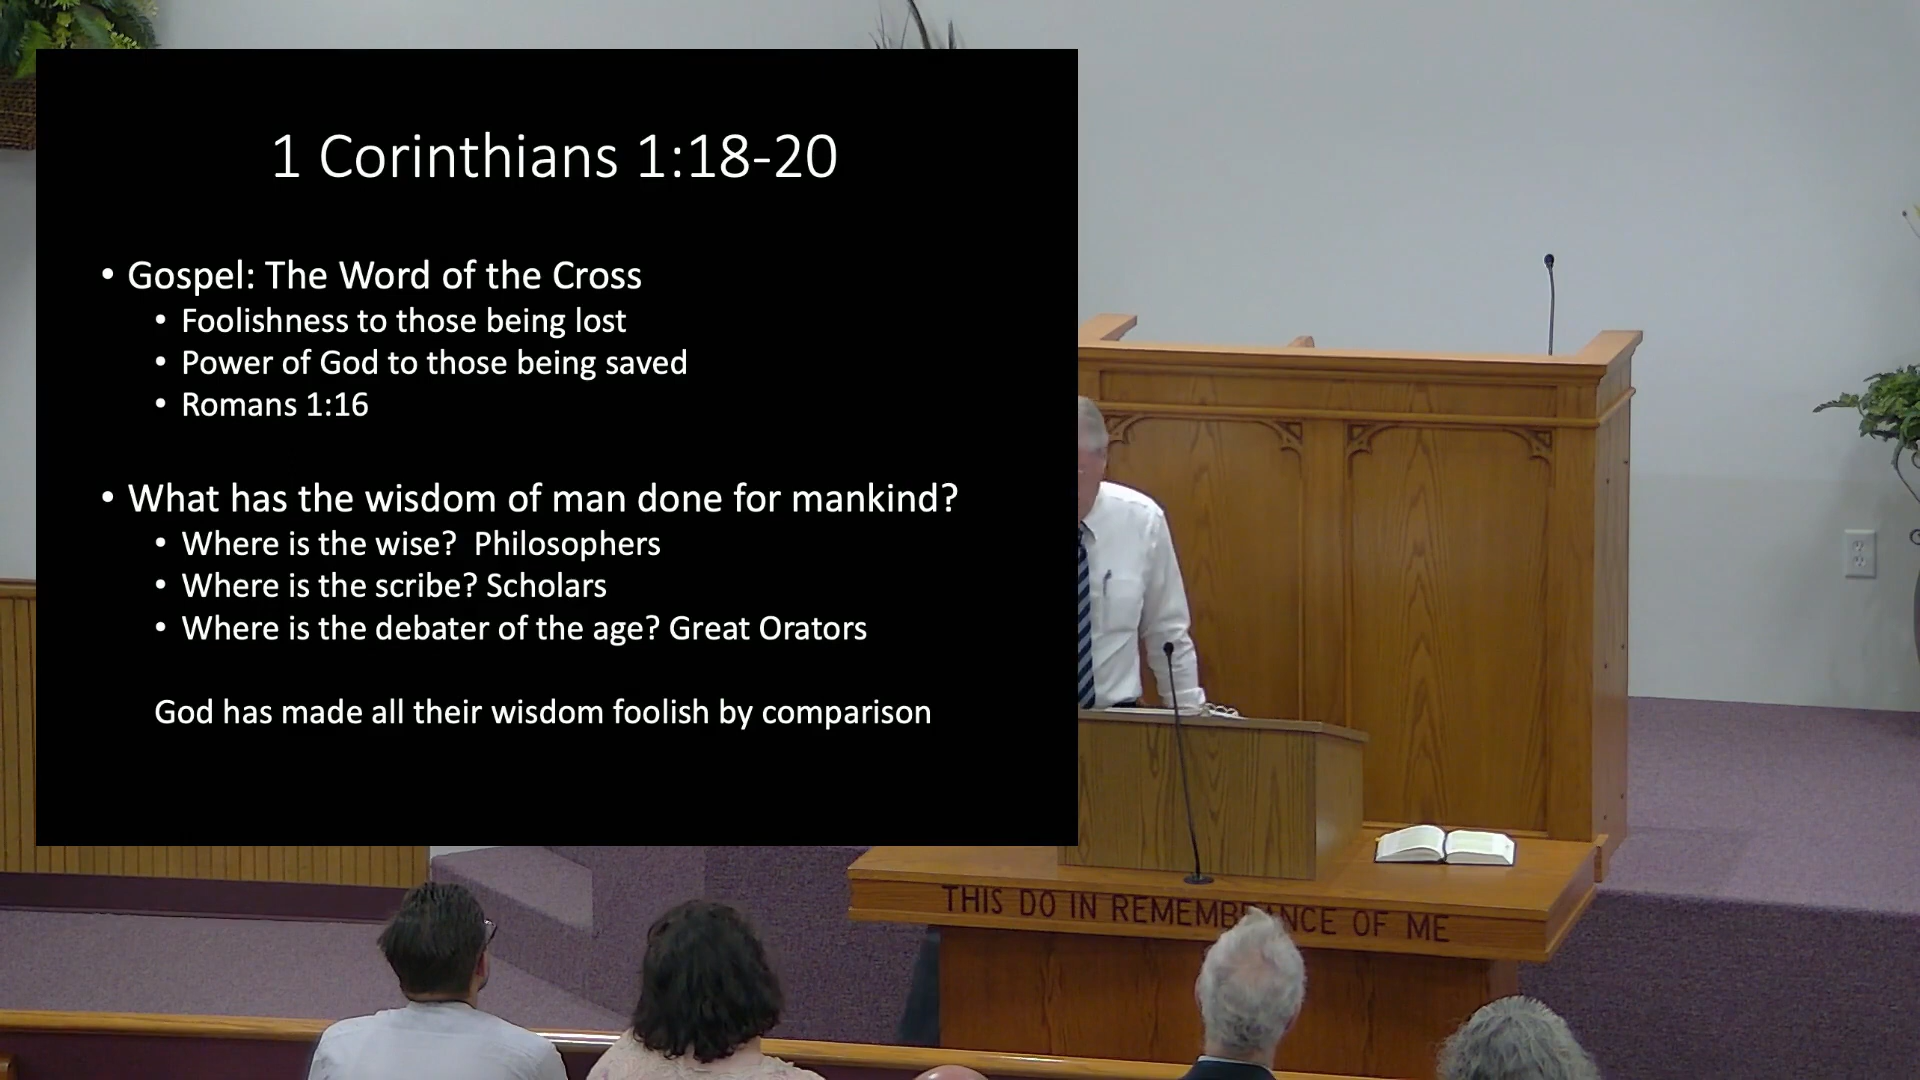 1 Corinthians 1:18-20
• Gospel: The Word of the Cross
• Foolishness to those being lost
• Power of God to those being saved
• Romans 1:16
• What has the wisdom of man done for mankind?
• Where is the wise?  Philosophers
• Where is the scribe? Scholars
• Where is the debater of the age? Great Orators
God has made all their wisdom foolish by comparison
THIS DO IN REMEMBRANCE OF ME